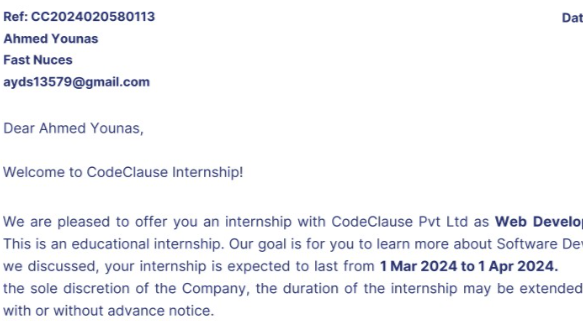 Ref: CC2024020580113
Dat
Ahmed Younas
Fast Nuces
ayds13579@gmail.com
Dear Ahmed Younas,
Welcome to CodeClause Internship!
We are pleased to offer you an internship with CodeClause Pvt Ltd as Web Develop
This is an educational internship. Our goal is for you to learn more about Software Dev
we discussed, your internship is expected to last from 1 Mar 2024 to 1 Apr 2024.
the sole discretion of the Company, the duration of the internship may be extended
with or without advance notice.